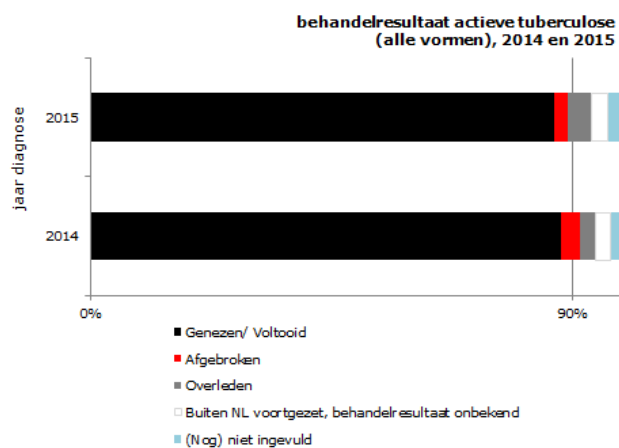 behandelresultaat actieve tuberculose
(alle vormen), 2014 en 2015
jaar diagnose
2015
2014
0%
90%
Genezen/ Voltooid
Afgebroken
Overleden
Buiten NL voortgezet, behandelresultaat onbekend
(Nog) niet ingevuld